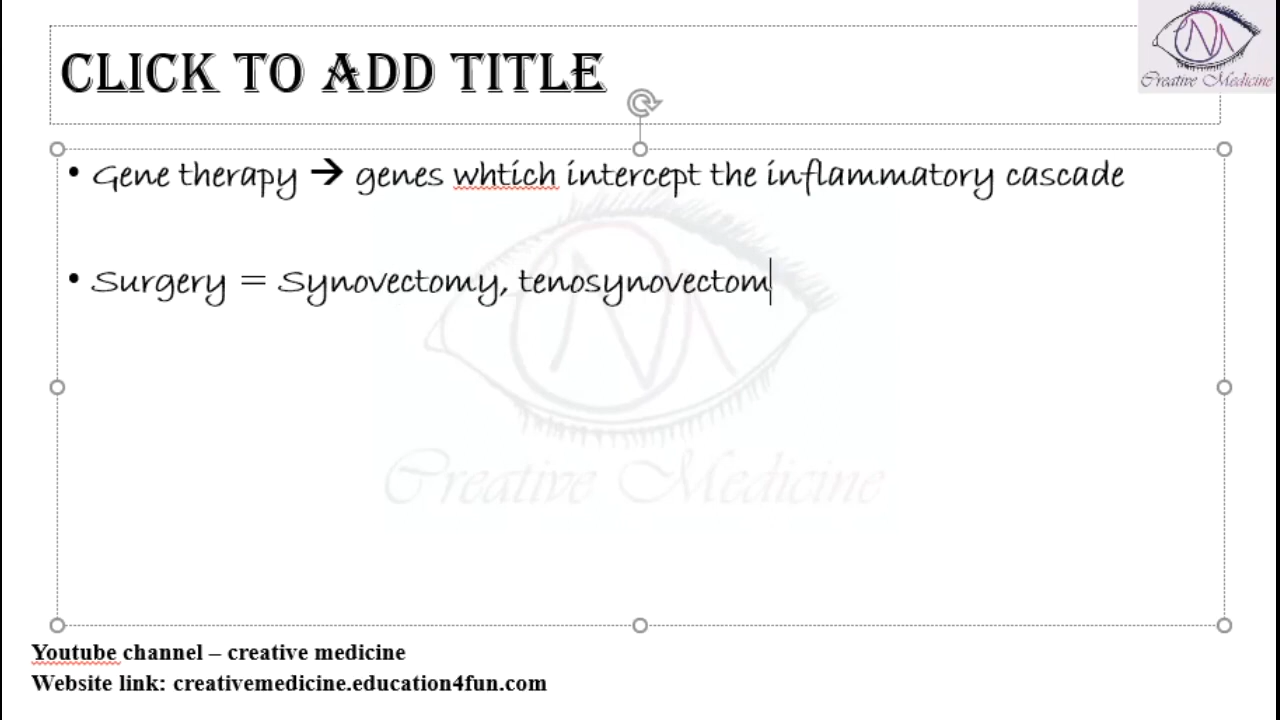 CLICK TO ADD TITLE
Creative Medicine
• Gene therapy → genes whtich intercept the inflammatory cascade
• Surgery = Synovectomy, tenosynovectom
Creative Medicine
Youtube channel – creative medicine
Website link: creativemedicine.education4fun.com